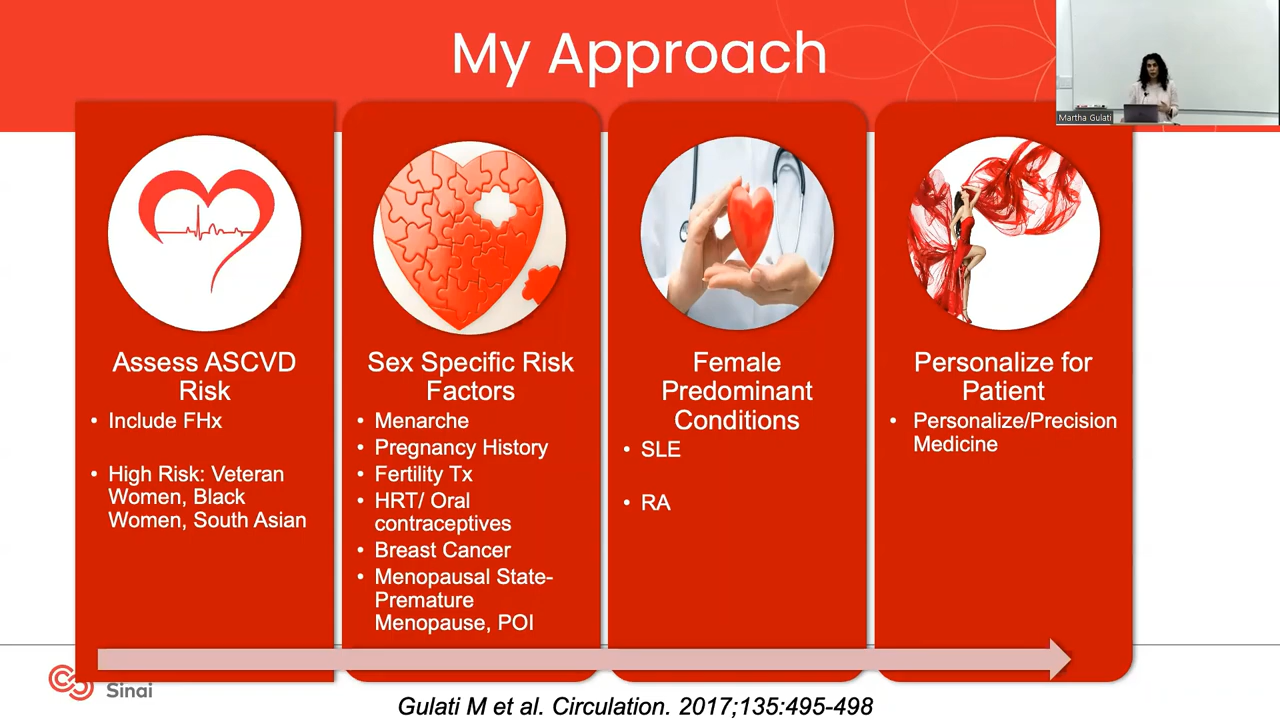 My Approach
Martha Gulati
Assess ASCVD
Risk
• Include FHx
• High Risk: Veteran
Women, Black
Women, South Asian
Sex Specific Risk
Factors
• Menarche
• Pregnancy History
• Fertility Tx
• HRT/ Oral
contraceptives
• Breast Cancer
• Menopausal State-
Premature
Menopause, POI
Female
Predominant
Conditions
• SLE
• RA
Personalize for
Patient
• Personalize/Precision
Medicine
Sinai
Gulati M et al. Circulation. 2017;135:495-498